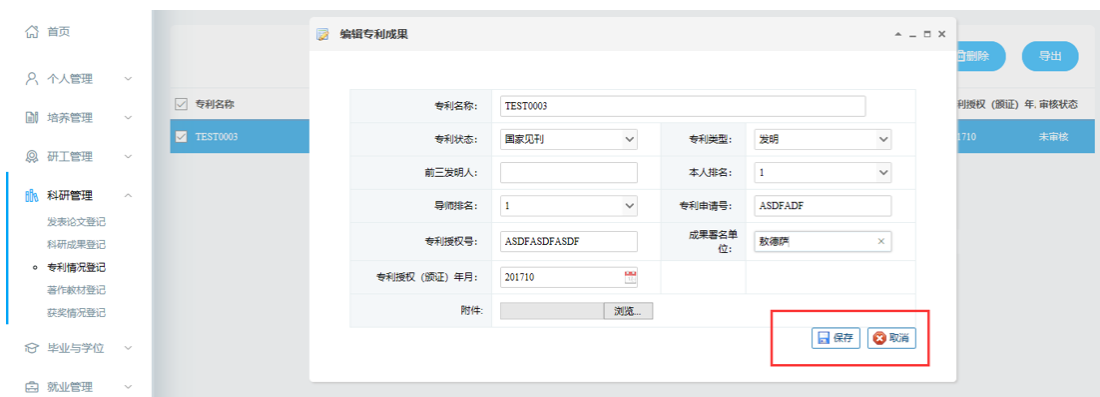 首页
个人管理
培养管理
研工管理
科研管理
发表论文登记
科研成果登记
专利情况登记
著作教材登记
获奖情况登记
毕业与学位
就业管理
删除
导出
专利名称
利授权（颁证）年. 审核状态
TEST0003
1710
未审核
编辑专利成果
专利名称: TEST0003
专利状态: 国家见刊 专利类型: 发明
前三发明人: 本人排名: 1
导师排名: 1 专利申请号: ASDFADF
专利授权号: ASDFASDFASDF 成果署名单
位: 敖德萨
专利授权（颁证）年月: 201710
附件: 浏览...
保存 取消